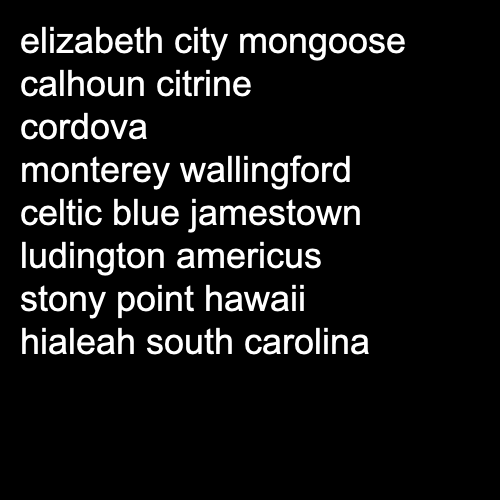 elizabeth city mongoose
calhoun citrine
cordova
monterey wallingford
celtic blue jamestown
ludington americus
stony point hawaii
hialeah south carolina